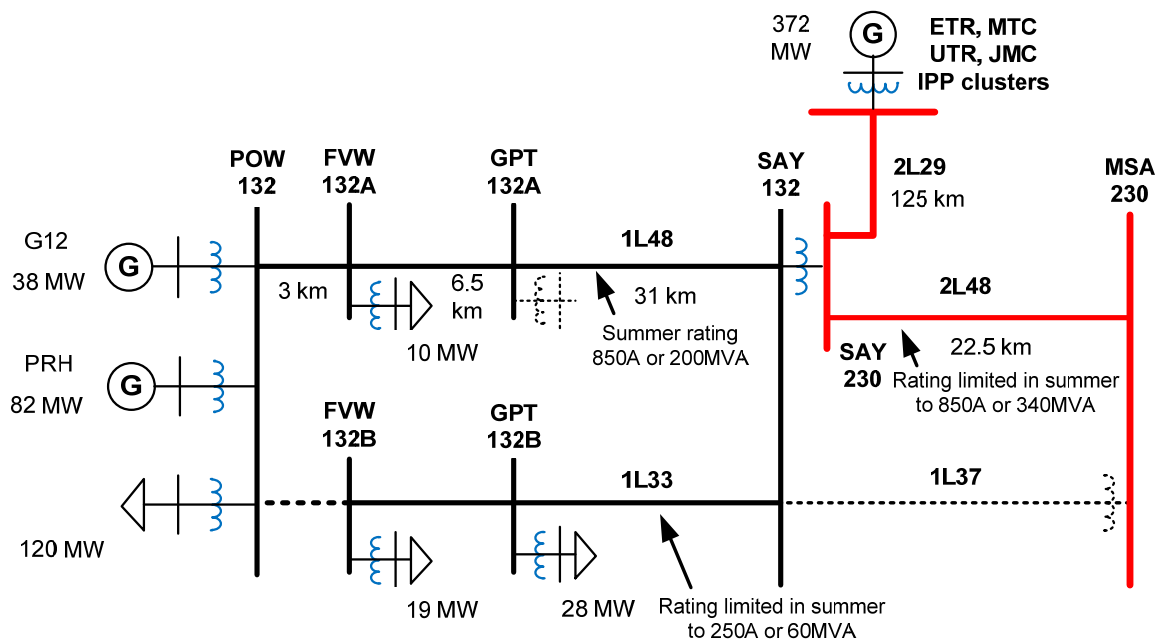 372
MW
G
ETR, MTC
UTR, JMC
IPP clusters
POW
132
FVW
132A
GPT
132A
SAY
132
2L29
125 km
MSA
230
G12
38 MW
G
1L48
3 km
6.5
km
31 km
10 MW
Summer rating
850A or 200MVA
2L48
22.5 km
SAY
230
Rating limited in summer
to 850A or 340MVA
PRH
82 MW
G
FVW
132B
GPT
132B
1L33
1L37
120 MW
19 MW
28 MW
Rating limited in summer
to 250A or 60MVA